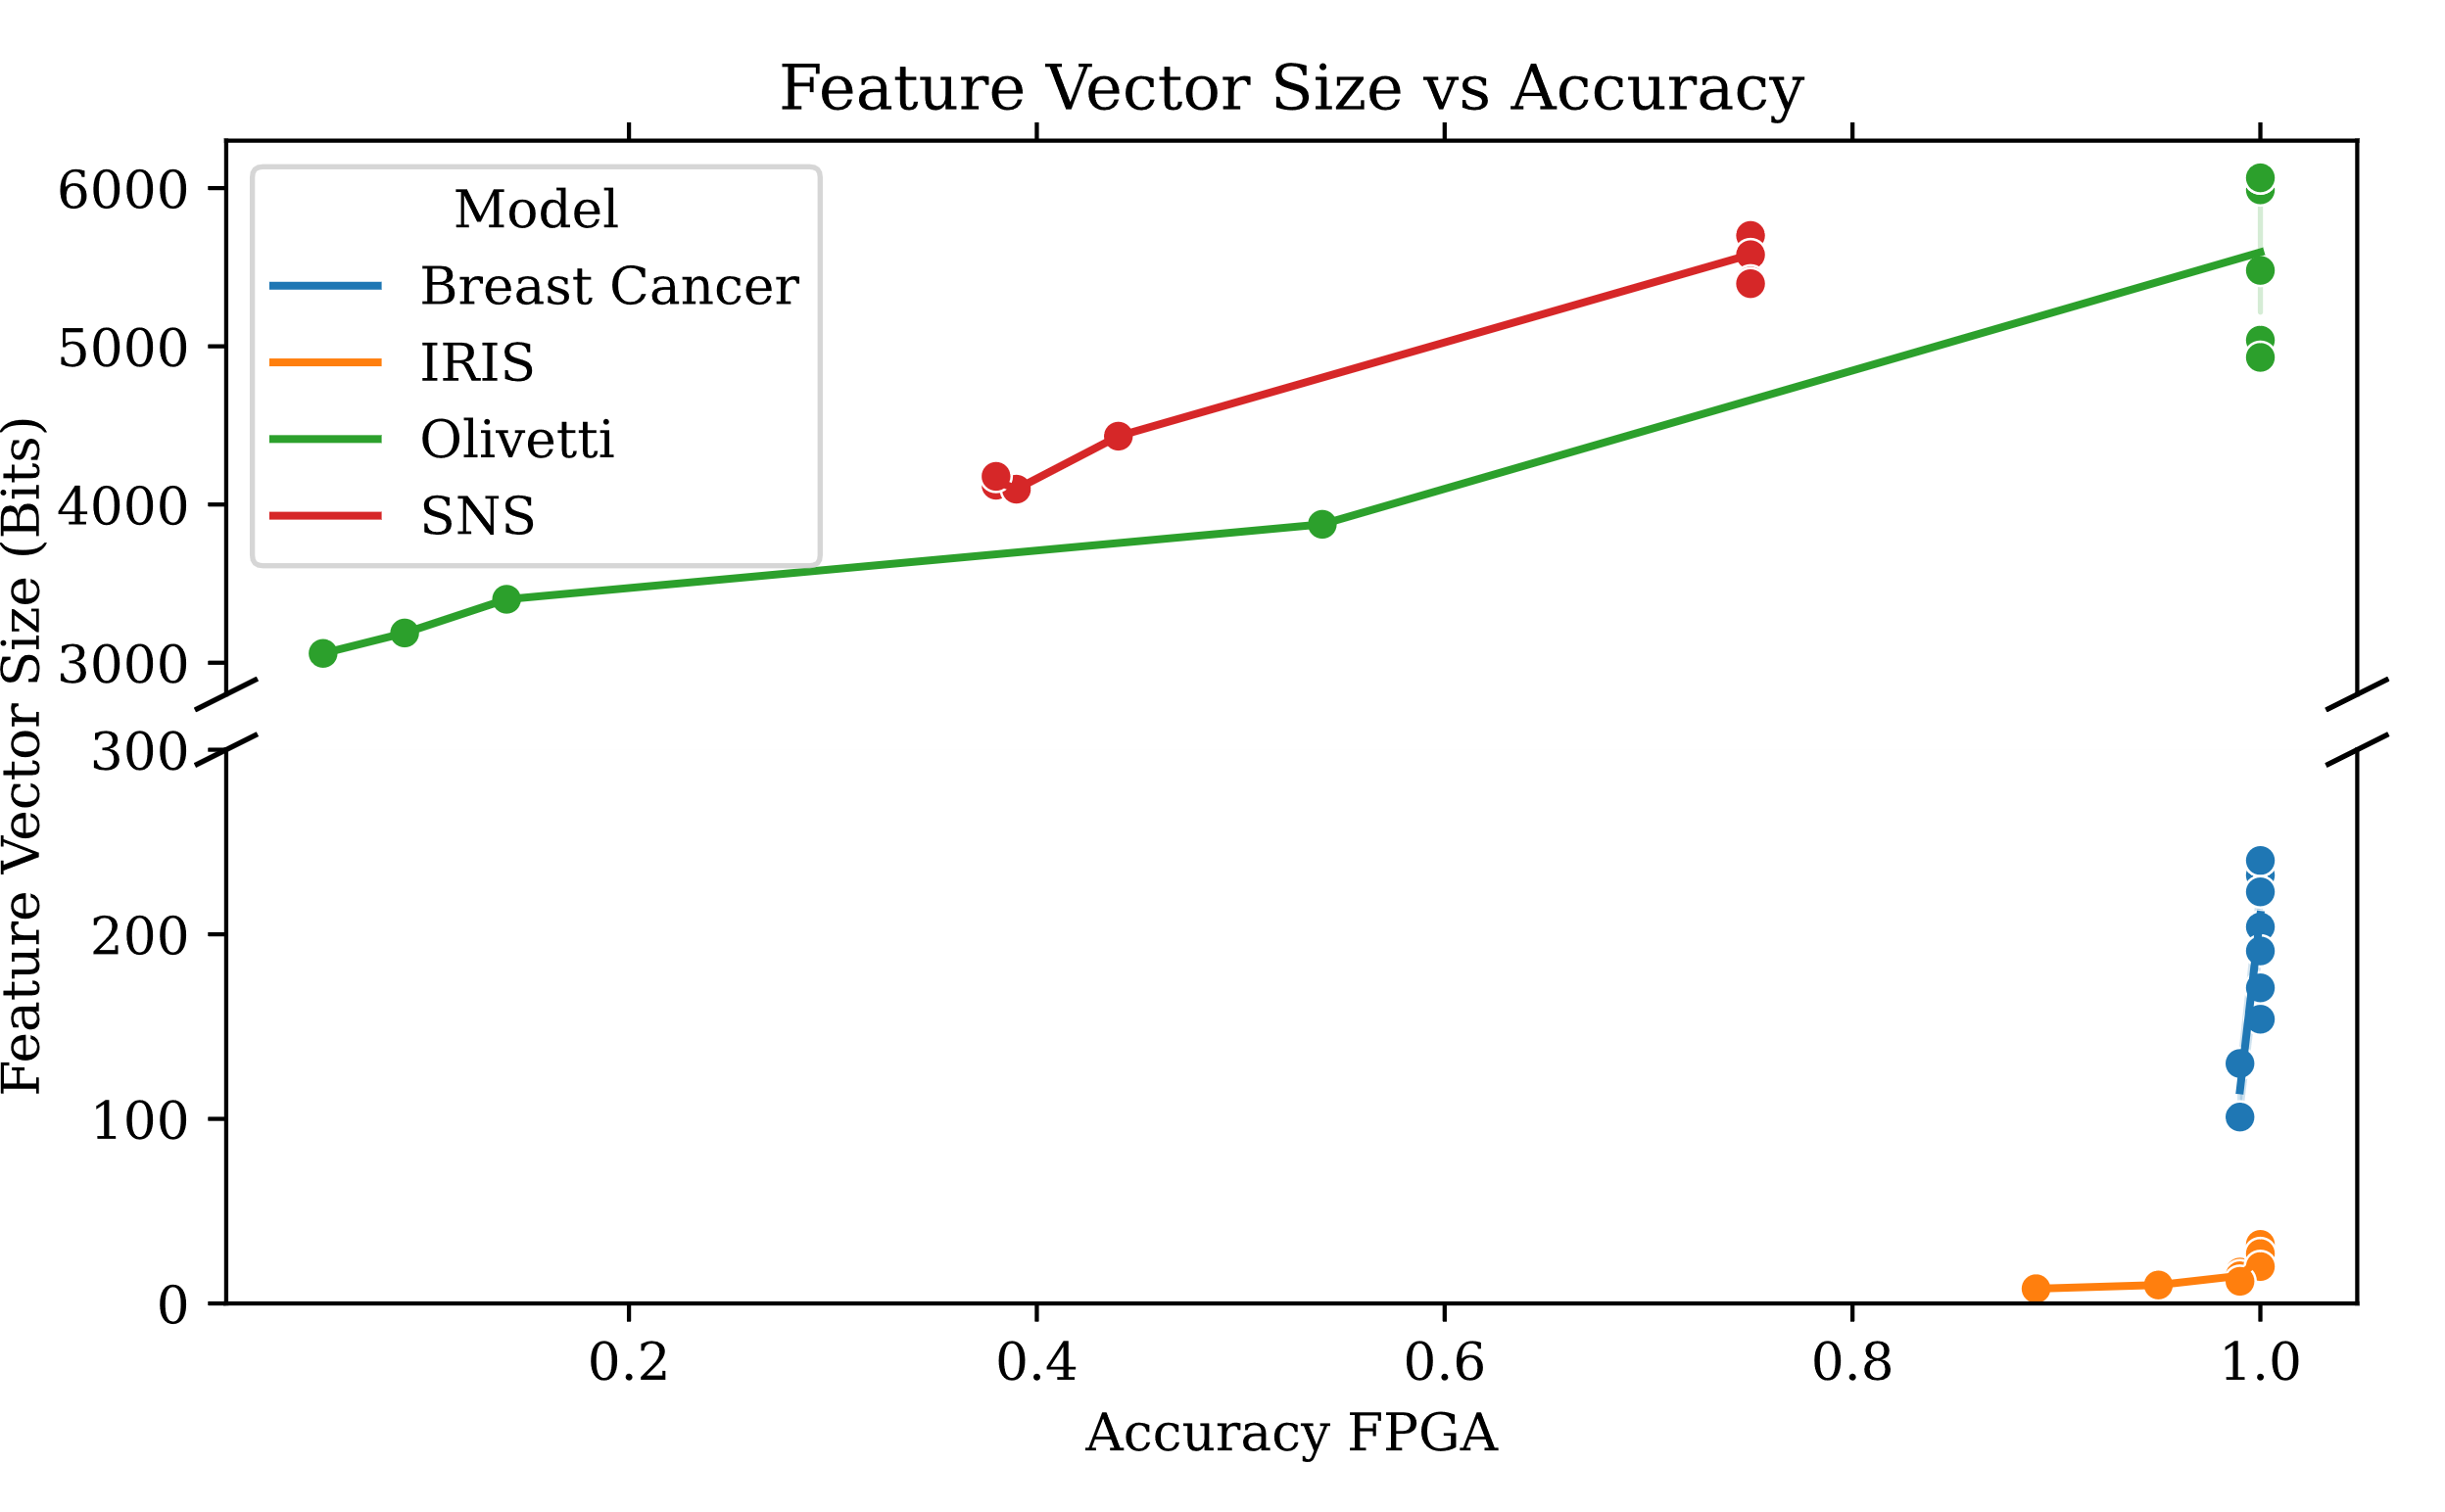 Feature Vector Size vs Accuracy
Feature Vector Size (Bits)
6000
5000
4000
3000
300
200
100
0
Model
Breast Cancer
IRIS
Olivetti
SNS
0.2
0.4
0.6
0.8
1.0
Accuracy FPGA